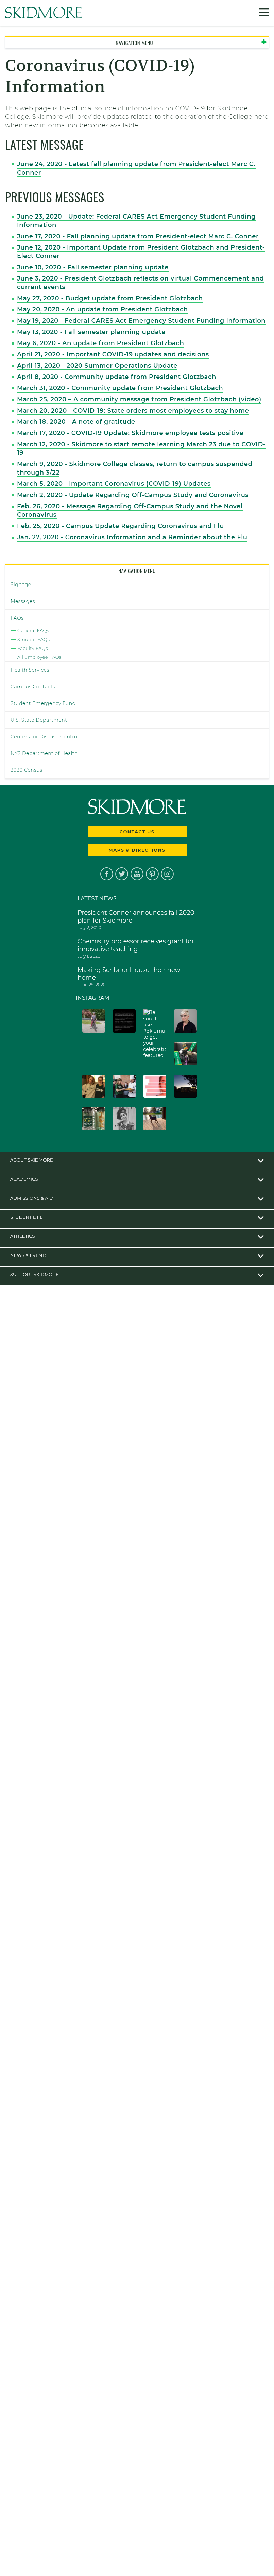 SKIDMORE
NAVIGATION MENU
Coronavirus (COVID-19)
Information
This web page is the official source of information on COVID-19 for Skidmore
College. Skidmore will provide updates related to the operation of the College here
when new information becomes available.
LATEST MESSAGE
June 24, 2020 - Latest fall planning update from President-elect Marc C.
Conner
PREVIOUS MESSAGES
June 23, 2020 - Update: Federal CARES Act Emergency Student Funding
Information
June 17, 2020 - Fall planning update from President-elect Marc C. Conner
June 12, 2020 - Important Update from President Glotzbach and President-
Elect Conner
June 10, 2020 - Fall semester planning update
June 3, 2020 - President Glotzbach reflects on virtual Commencement and
current events
May 27, 2020 - Budget update from President Glotzbach
May 20, 2020 - An update from President Glotzbach
May 19, 2020 - Federal CARES Act Emergency Student Funding Information
May 13, 2020 - Fall semester planning update
May 6, 2020 - An update from President Glotzbach
April 21, 2020 - Important COVID-19 updates and decisions
April 13, 2020 - 2020 Summer Operations Update
April 8, 2020 - Community update from President Glotzbach
March 31, 2020 - Community update from President Glotzbach
March 25, 2020 – A community message from President Glotzbach (video)
March 20, 2020 - COVID-19: State orders most employees to stay home
March 18, 2020 - A note of gratitude
March 17, 2020 - COVID-19 Update: Skidmore employee tests positive
March 12, 2020 - Skidmore to start remote learning March 23 due to COVID-
19
March 9, 2020 - Skidmore College classes, return to campus suspended
through 3/22
March 5, 2020 - Important Coronavirus (COVID-19) Updates
March 2, 2020 - Update Regarding Off-Campus Study and Coronavirus
Feb. 26, 2020 - Message Regarding Off-Campus Study and the Novel
Coronavirus
Feb. 25, 2020 - Campus Update Regarding Coronavirus and Flu
Jan. 27, 2020 - Coronavirus Information and a Reminder about the Flu
NAVIGATION MENU
Signage
Messages
FAQs
General FAQs
Student FAQs
Faculty FAQs
All Employee FAQs
Health Services
Campus Contacts
Student Emergency Fund
U.S. State Department
Centers for Disease Control
NYS Department of Health
2020 Census
SKIDMORE
CONTACT US
MAPS & DIRECTIONS
LATEST NEWS
President Conner announces fall 2020
plan for Skidmore
July 2, 2020
Chemistry professor receives grant for
innovative teaching
July 1, 2020
Making Scribner House their new
home
June 29, 2020
INSTAGRAM
Be
sure to
use
#Skidmor
to get
your
celebratic
featured
ABOUT SKIDMORE
ACADEMICS
ADMISSIONS & AID
STUDENT LIFE
ATHLETICS
NEWS & EVENTS
SUPPORT SKIDMORE